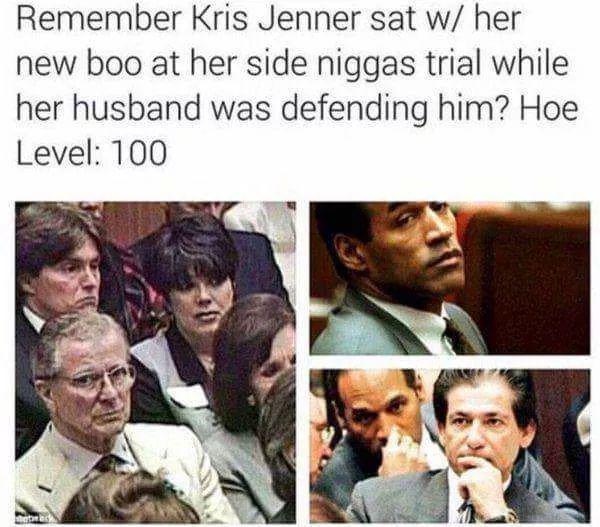 Remember Kris Jenner sat w/ her
new boo at her side niggas trial while
her husband was defending him? Hoe
Level: 100